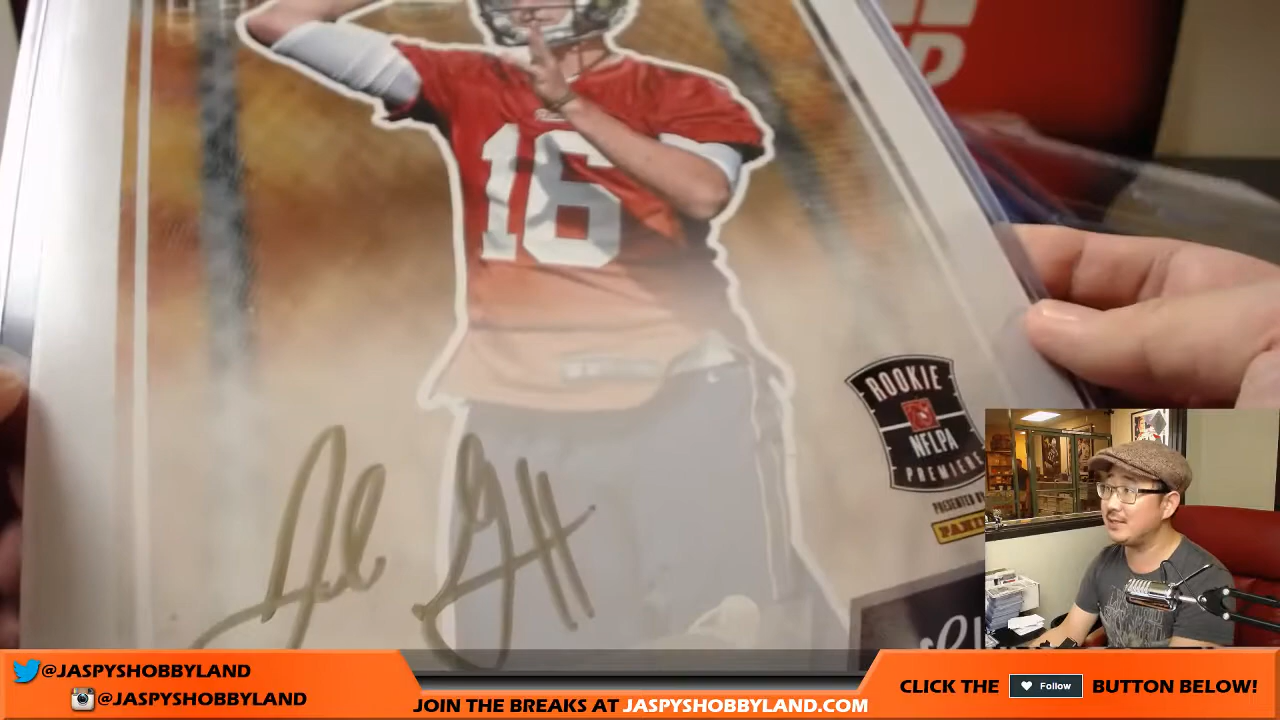 16
ROOKIE
NFLPA
PREMIERE
PRESENTED BY
PANI
@JASPYSHOBBYLAND
@JASPYSHOBBYLAND
JOIN THE BREAKS AT JASPYSHOBBYLAND.COM
CLICK THE Follow BUTTON BELOW!